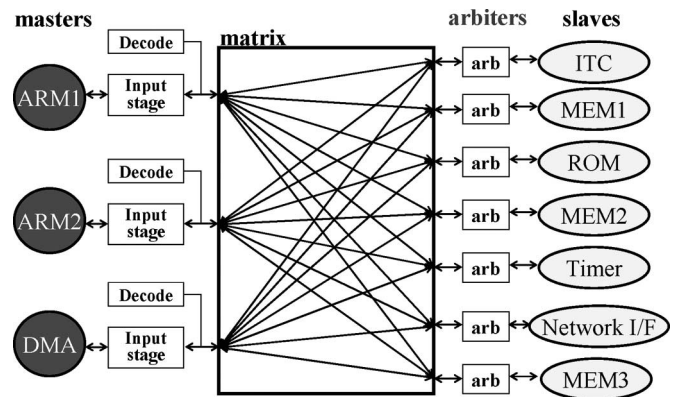 masters
arbiters
slaves
Decode
matrix
ARM1
Input
stage
arb
ITC
arb
MEM1
Decode
arb
ROM
ARM2
Input
stage
arb
MEM2
arb
Timer
Decode
arb
Network I/F
DMA
Input
stage
arb
MEM3